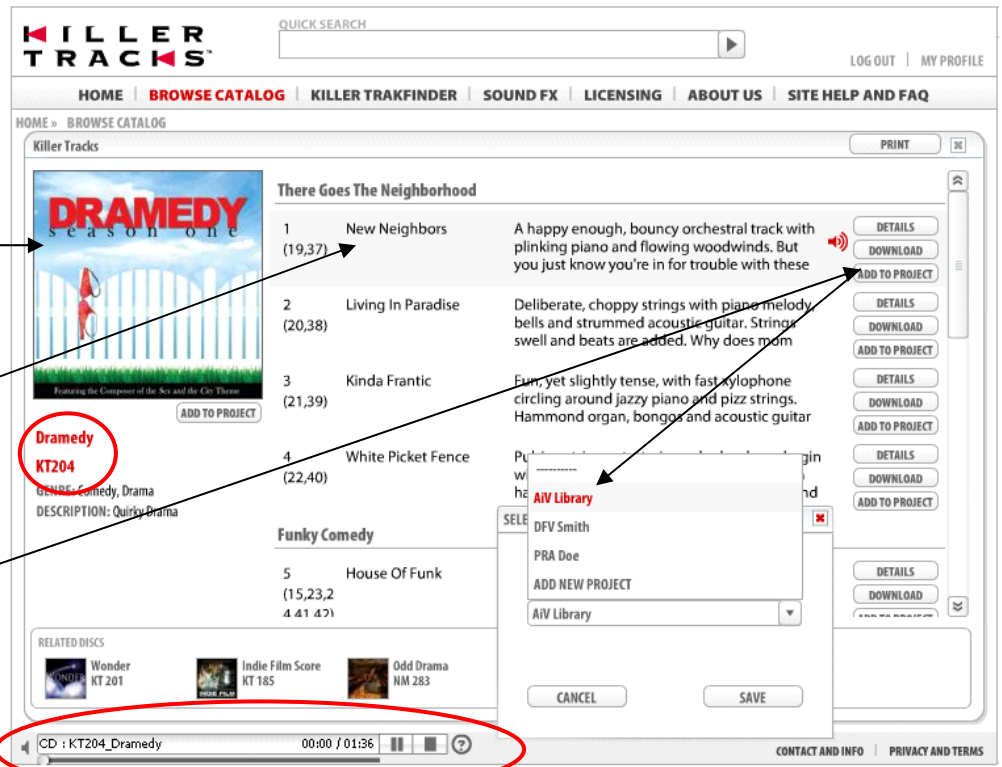 KILLER
TRACKS
QUICK SEARCH
LOG OUT | MY PROFILE
HOME | BROWSE CATALOG | KILLER TRAKFINDER | SOUND FX | LICENSING | ABOUT US | SITE HELP AND FAQ
HOME » BROWSE CATALOG
Killer Tracks
PRINT
DRAMEDY
season one
Featuring the Composer of the Sex and the City Theme
ADD TO PROJECT
Dramedy
KT204
GENRE: Comedy, Drama
DESCRIPTION: Quirky Drama
There Goes The Neighborhood
1 New Neighbors A happy enough, bouncy orchestral track with
(19,37) plinking piano and flowing woodwinds. But
you just know you're in for trouble with these
DETAILS
DOWNLOAD
ADD TO PROJECT
2 Living In Paradise Deliberate, choppy strings with piano melody,
(20,38) bells and strummed acoustic guitar. Strings
swell and beats are added. Why does mom
DETAILS
DOWNLOAD
ADD TO PROJECT
3 Kinda Frantic Fun, yet slightly tense, with fast xylophone
(21,39) circling around jazzy piano and pizz strings.
Hammond organ, bongos and acoustic guitar
DETAILS
DOWNLOAD
ADD TO PROJECT
4 White Picket Fence
(22,40)
DETAILS
DOWNLOAD
ADD TO PROJECT
Funky Comedy
5 House Of Funk
(15,23,2
4,41,42)
DETAILS
DOWNLOAD
ADD TO PROJECT
----------
AiV Library
DFV Smith
PRA Doe
ADD NEW PROJECT
AiV Library
CANCEL SAVE
RELATED DISCS
Wonder
KT 201
Indie Film Score
KT 185
Odd Drama
NM 283
CD : KT204_Dramedy 00:00 / 01:36
CONTACT AND INFO | PRIVACY AND TERMS